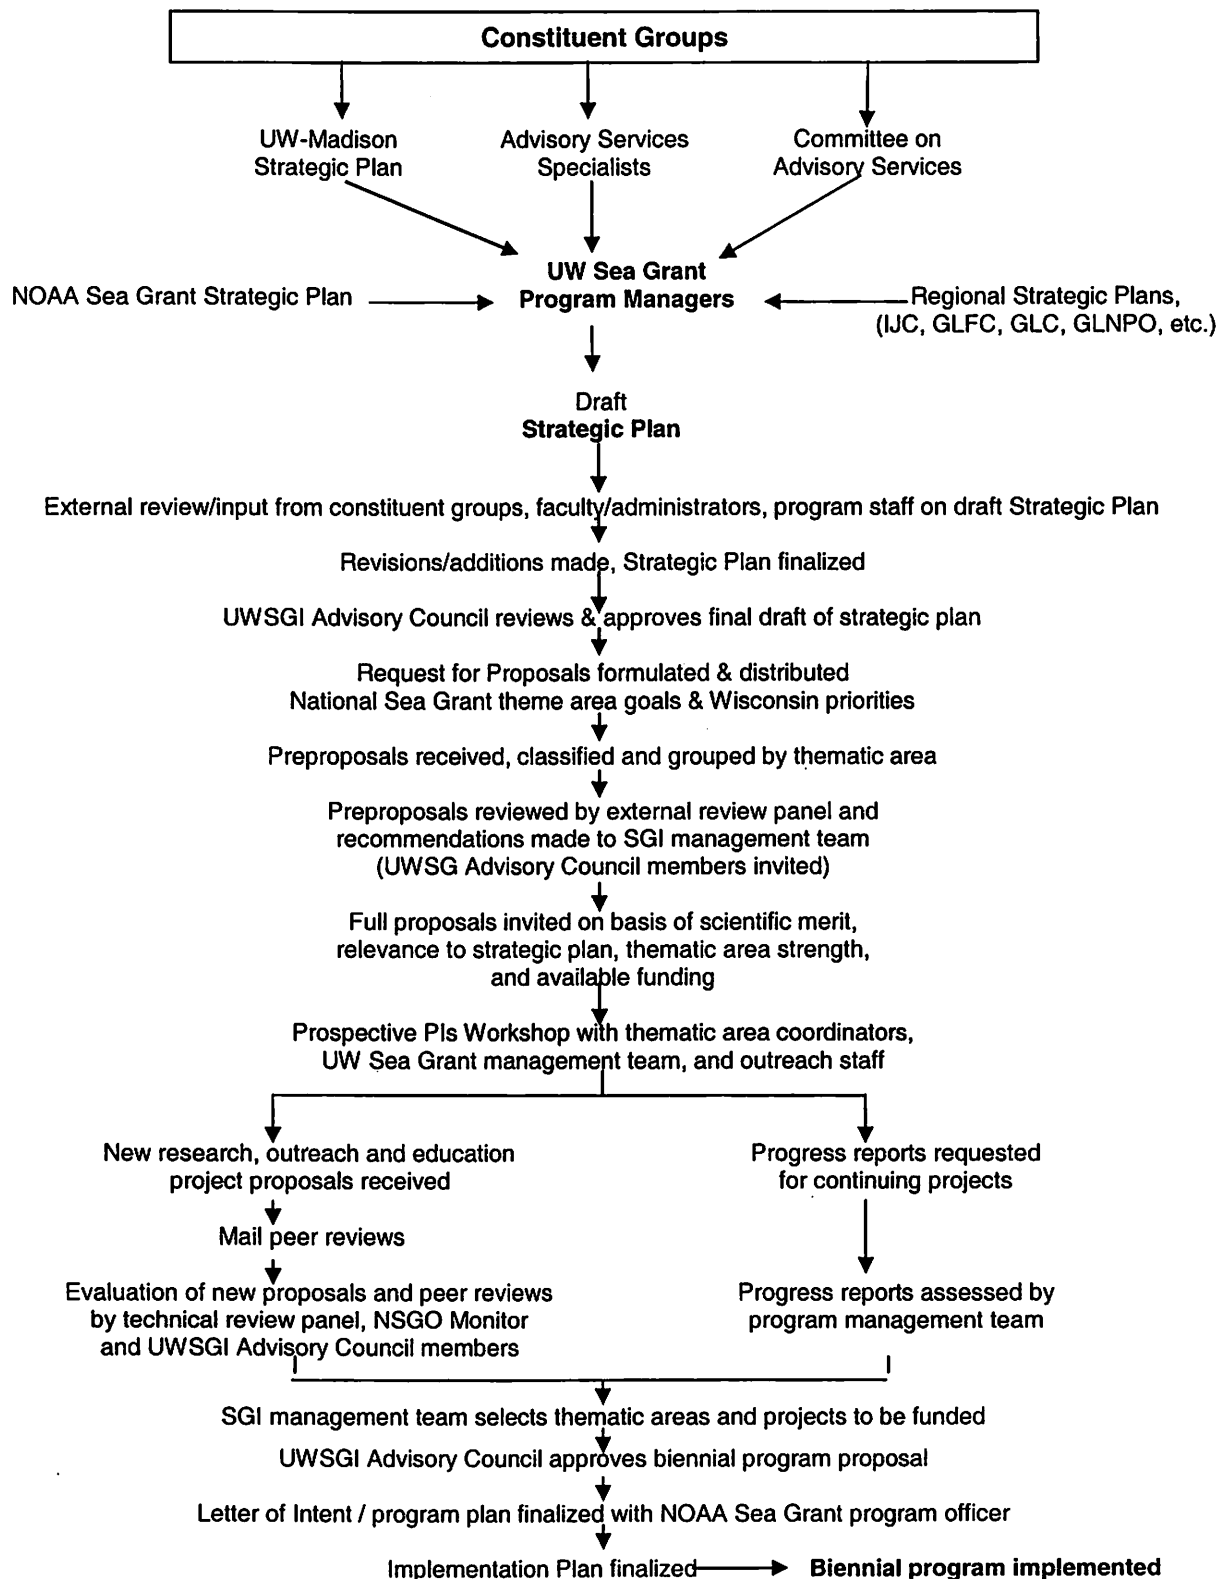 Constituent Groups
UW-Madison
Strategic Plan
Advisory Services
Specialists
Committee on
Advisory Services
UW Sea Grant
Program Managers
NOAA Sea Grant Strategic Plan
Regional Strategic Plans,
(IJC, GLFC, GLC, GLNPO, etc.)
Draft
Strategic Plan
External review/input from constituent groups, faculty/administrators, program staff on draft Strategic Plan
Revisions/additions made, Strategic Plan finalized
UWSGI Advisory Council reviews & approves final draft of strategic plan
Request for Proposals formulated & distributed
National Sea Grant theme area goals & Wisconsin priorities
Preproposals received, classified and grouped by thematic area
Preproposals reviewed by external review panel and
recommendations made to SGI management team
(UWSG Advisory Council members invited)
Full proposals invited on basis of scientific merit,
relevance to strategic plan, thematic area strength,
and available funding
Prospective PIs Workshop with thematic area coordinators,
UW Sea Grant management team, and outreach staff
New research, outreach and education
project proposals received
Mail peer reviews
Evaluation of new proposals and peer reviews
by technical review panel, NSGO Monitor
and UWSGI Advisory Council members
Progress reports requested
for continuing projects
Progress reports assessed by
program management team
SGI management team selects thematic areas and projects to be funded
UWSGI Advisory Council approves biennial program proposal
Letter of Intent / program plan finalized with NOAA Sea Grant program officer
Implementation Plan finalized
Biennial program implemented